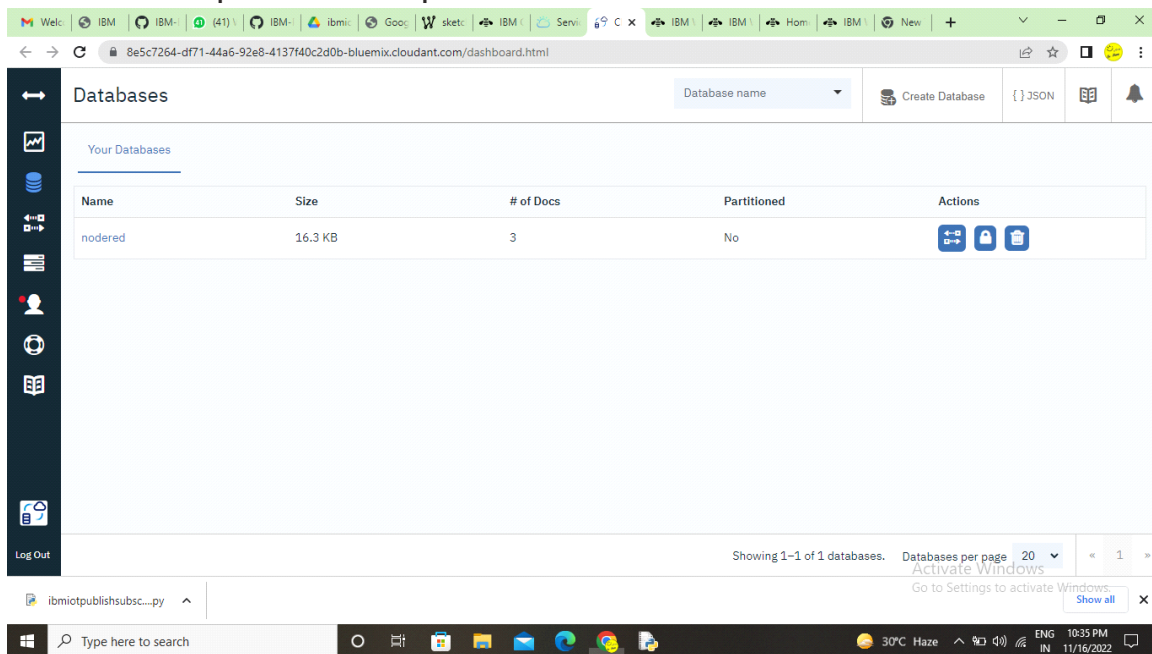 Welc IBM IBM-I (41) \ IBM- ibmic Goog sketc IBM ( Servi C IBM \ IBM \ Hom IBM \ New
8e5c7264-df71-44a6-92e8-4137f40c2d0b-bluemix.cloudant.com/dashboard.html
Databases
Database name
Create Database
{ } JSON
Your Databases
Name Size # of Docs Partitioned Actions
nodered 16.3 KB 3 No
Log Out
Showing 1–1 of 1 databases. Databases per page 20 « 1 »
Activate Windows
Go to Settings to activate Windows.
ibmiotpublishsubsc....py
Show all
Type here to search
30°C Haze
ENG
IN
10:35 PM
11/16/2022